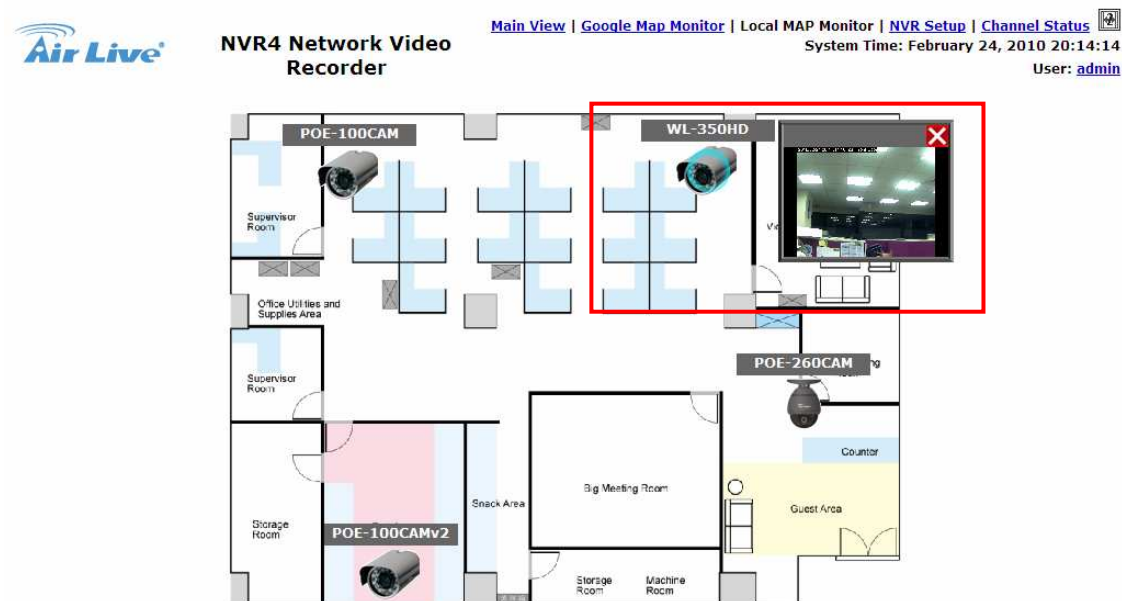 Air Live®
NVR4 Network Video
Recorder
Main View | Google Map Monitor | Local MAP Monitor | NVR Setup | Channel Status
System Time: February 24, 2010 20:14:14
User: admin
POE-100CAM
WL-350HD
Supervisor
Room
Office Utilities and
Supplies Area
POE-260CAM
Supervisor
Room
Counter
Big Meeting Room
Snack Area
Guest Area
Storage
Room
POE-100CAMv2
Storage
Room
Machine
Room